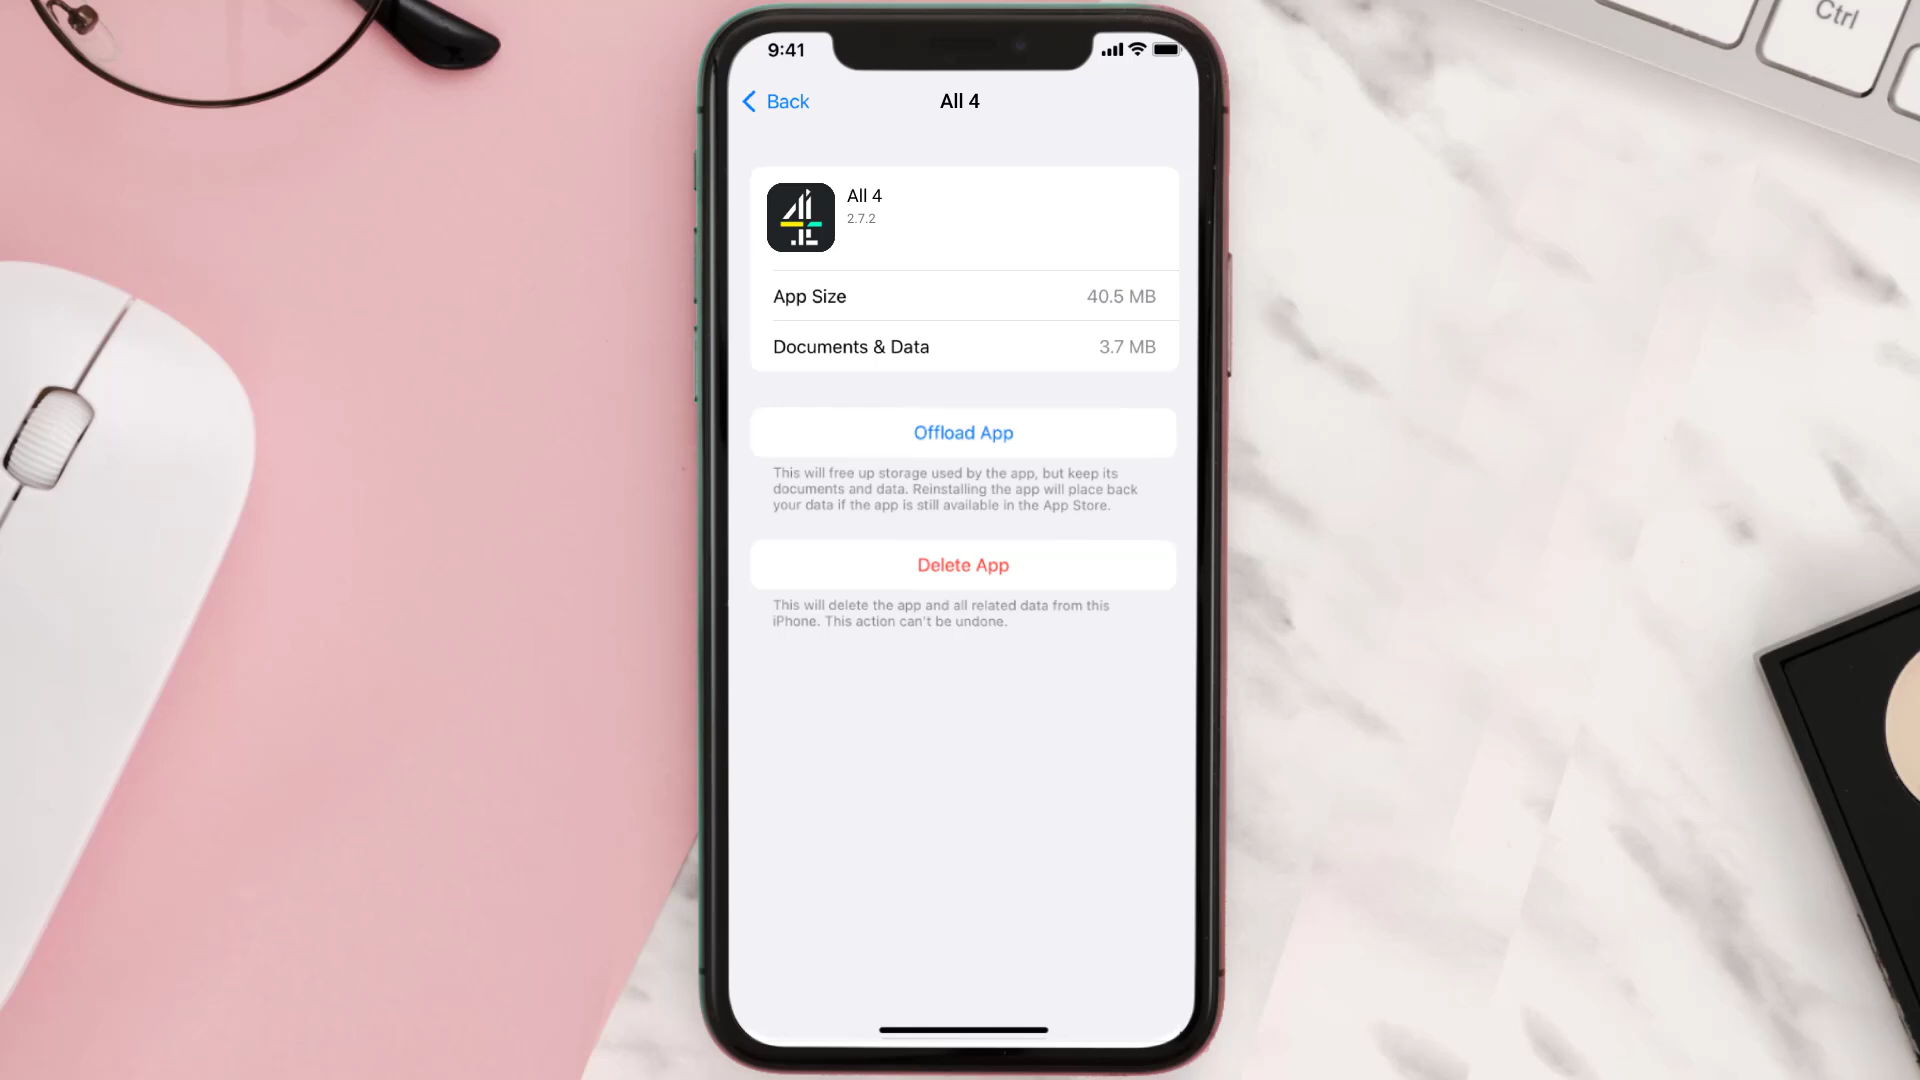 Ctrl
9:41
Back
All 4
All 4
2.7.2
App Size 40.5 MB
Documents & Data 3.7 MB
Offload App
This will free up storage used by the app, but keep its
documents and data. Reinstalling the app will place back
your data if the app is still available in the App Store.
Delete App
This will delete the app and all related data from this
iPhone. This action can't be undone.